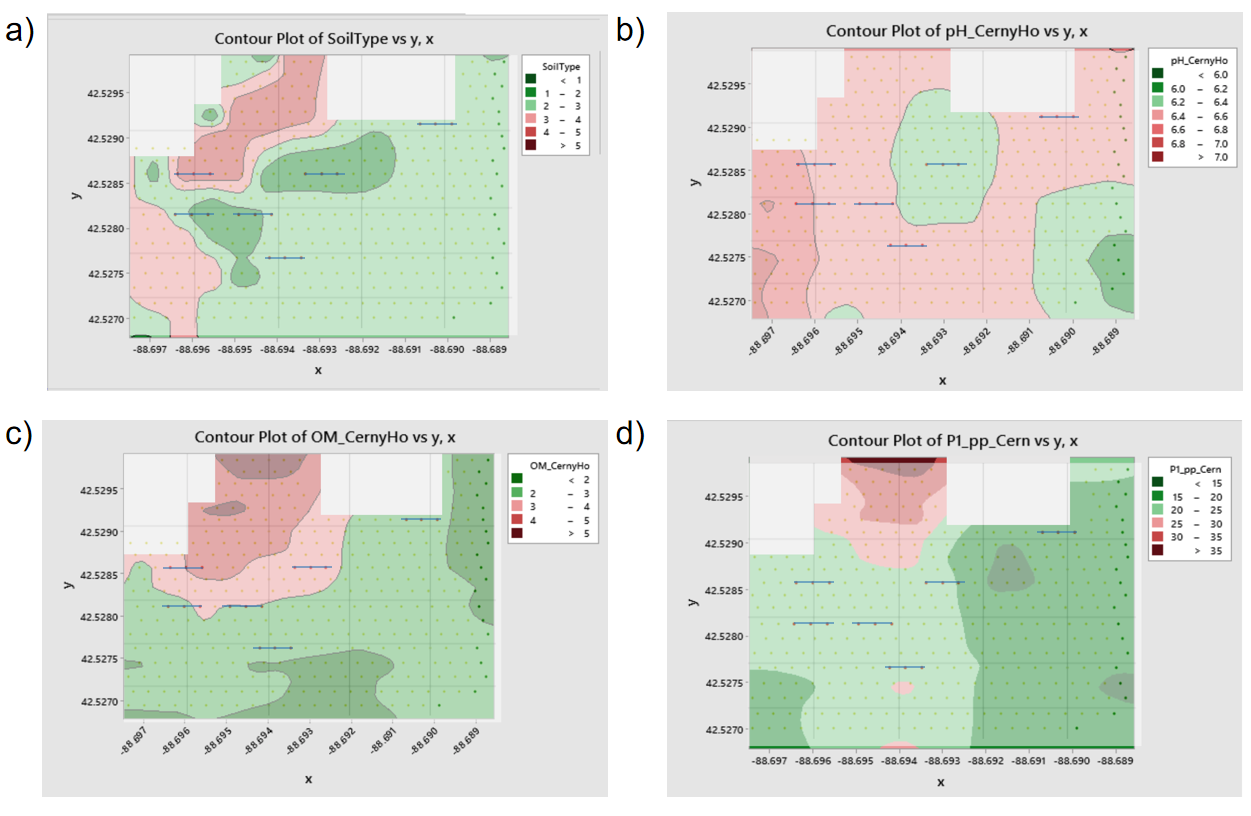 a)
Contour Plot of SoilType vs y, x
SoilType
< 1
1 – 2
2 – 3
3 – 4
4 – 5
> 5
42.5295
42.5290
42.5285
42.5280
42.5275
42.5270
y
-88.697 -88.696 -88.695 -88.694 -88.693 -88.692 -88.691 -88.690 -88.689
x
b)
Contour Plot of pH_CernyHo vs y, x
pH_CernyHo
< 6.0
6.0 – 6.2
6.2 – 6.4
6.4 – 6.6
6.6 – 6.8
6.8 – 7.0
> 7.0
42.5295
42.5290
42.5285
42.5280
42.5275
42.5270
y
-88.697 -88.696 -88.695 -88.694 -88.693 -88.692 -88.691 -88.690 -88.689
x
c)
Contour Plot of OM_CernyHo vs y, x
OM_CernyHo
< 2
2 – 3
3 – 4
4 – 5
> 5
42.5295
42.5290
42.5285
42.5280
42.5275
42.5270
y
-88.697 -88.696 -88.695 -88.694 -88.693 -88.692 -88.691 -88.690 -88.689
x
d)
Contour Plot of P1_pp_Cern vs y, x
P1_pp_Cern
< 15
15 – 20
20 – 25
25 – 30
30 – 35
> 35
42.5295
42.5290
42.5285
42.5280
42.5275
42.5270
y
-88.697 -88.696 -88.695 -88.694 -88.693 -88.692 -88.691 -88.690 -88.689
x